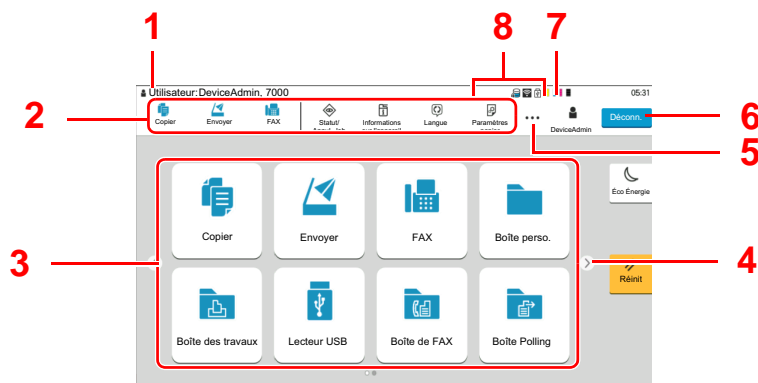 8 7
1
Utilisateur:DeviceAdmin, 7000 05:31
2
Copier Envoyer FAX Statut/ Informations Langue Paramètres ••• DeviceAdmin Déconn. 6
5
Éco Énergie
Copier Envoyer FAX Boîte perso.
3 4
Réinit
Boîte des travaux Lecteur USB Boîte de FAX Boîte Polling